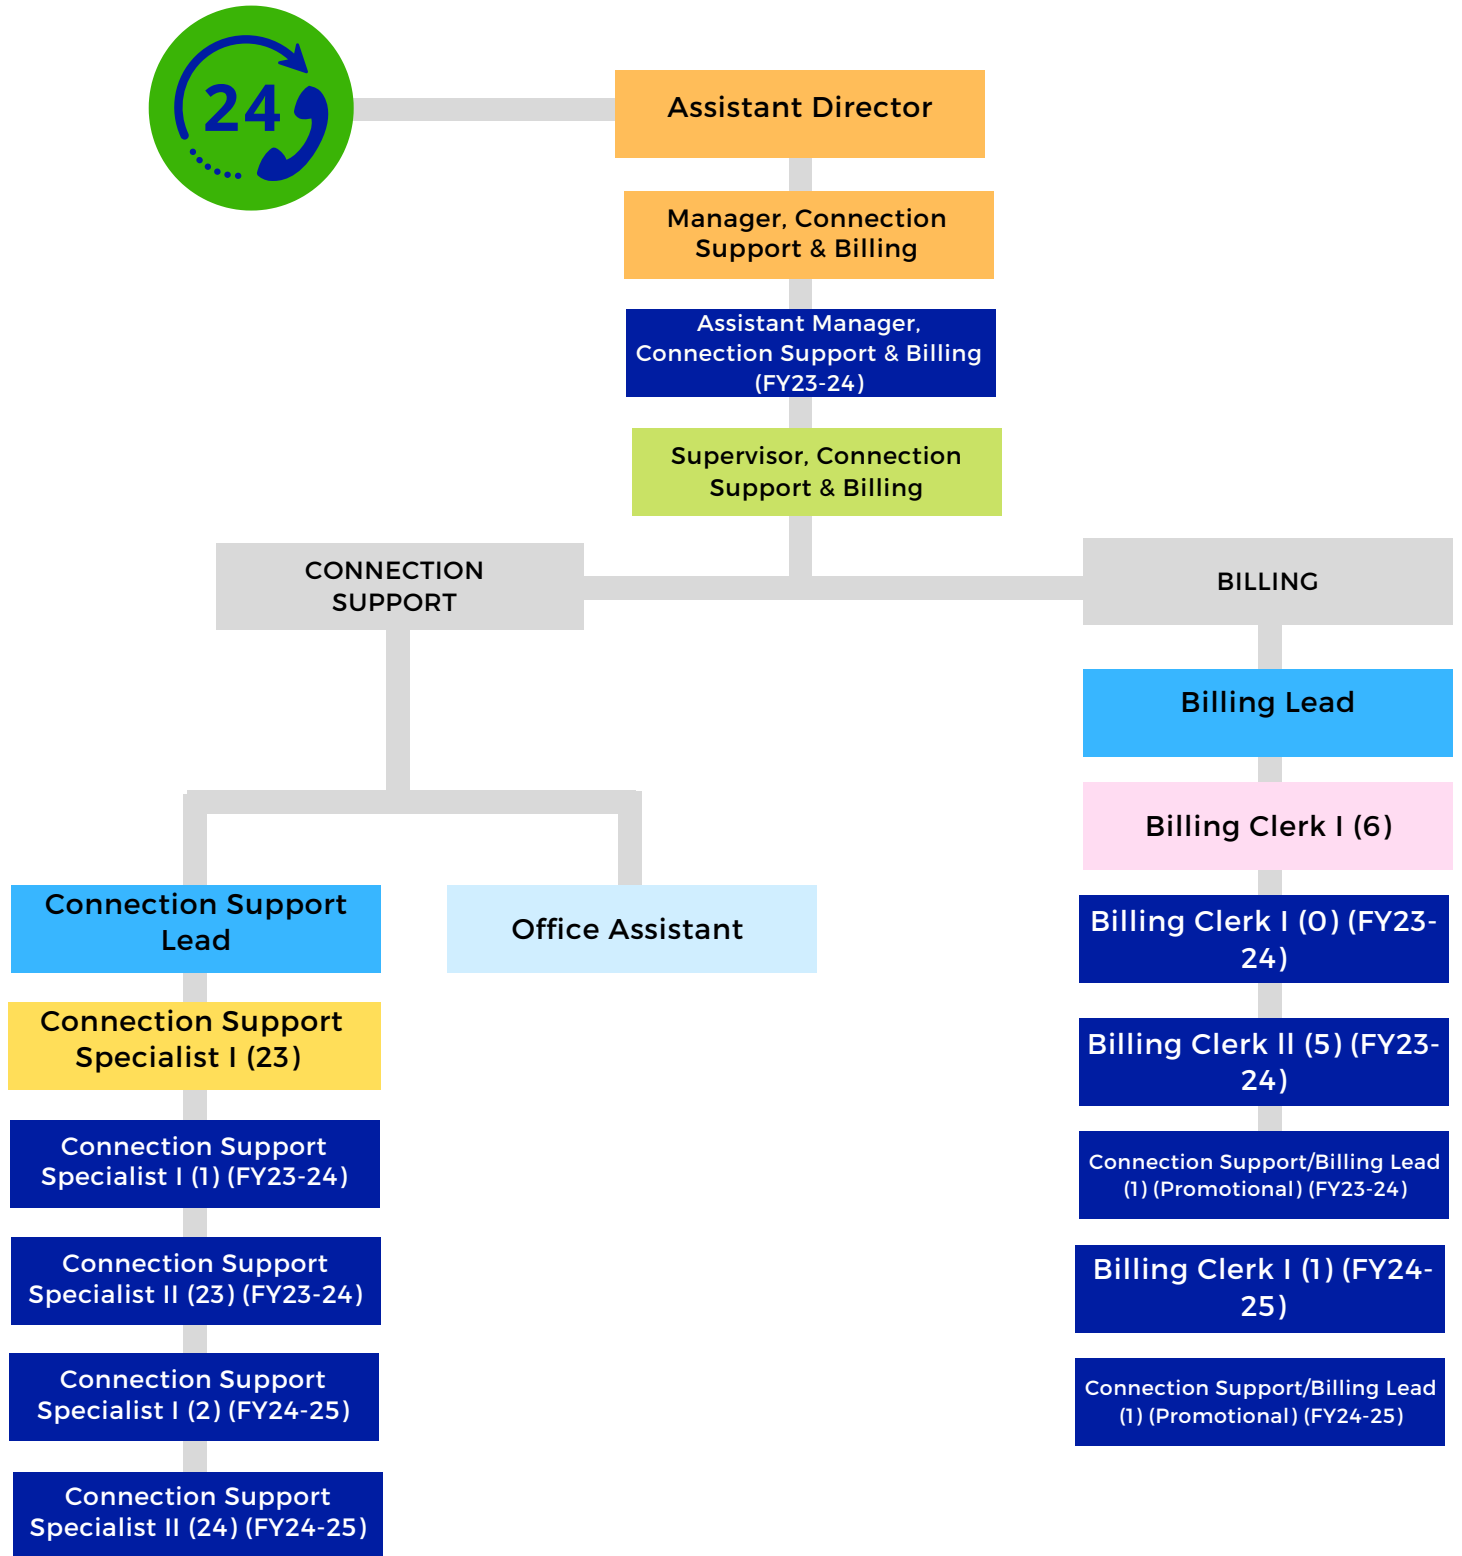 24
Assistant Director
Manager, Connection
Support & Billing
Assistant Manager,
Connection Support & Billing
(FY23-24)
Supervisor, Connection
Support & Billing
CONNECTION
SUPPORT
BILLING
Billing Lead
Billing Clerk I (6)
Billing Clerk I (0) (FY23-
24)
Billing Clerk ll (5) (FY23-
24)
Connection Support/Billing Lead
(1) (Promotional) (FY23-24)
Billing Clerk I (1) (FY24-
25)
Connection Support/Billing Lead
(1) (Promotional) (FY24-25)
Connection Support
Lead
Office Assistant
Connection Support
Specialist I (23)
Connection Support
Specialist I (1) (FY23-24)
Connection Support
Specialist II (23) (FY23-24)
Connection Support
Specialist I (2) (FY24-25)
Connection Support
Specialist II (24) (FY24-25)